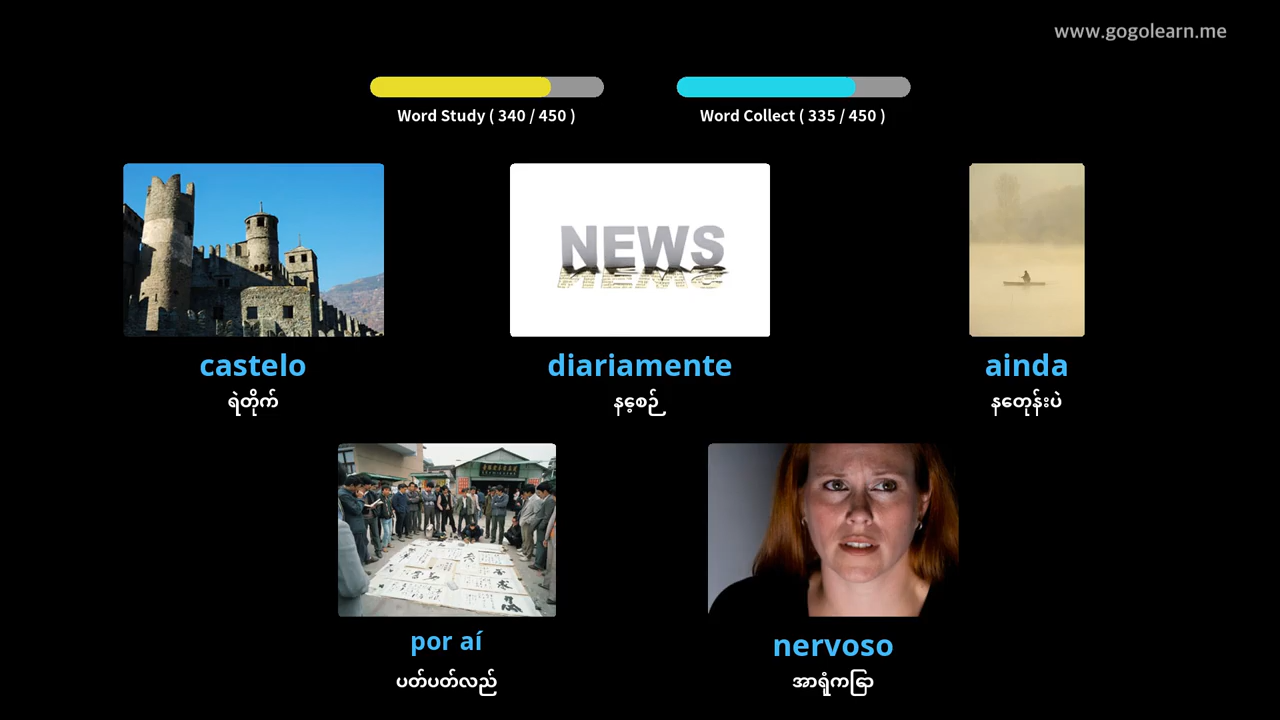 www.gogolearn.me
Word Study ( 340 / 450 )
Word Collect ( 335 / 450 )
NEWS
castelo
diariamente
ainda
ရဲတိုက်
နေ့စဉ်
နေတုန်းပဲ
por aí
nervoso
ပတ်ပတ်လည်
အာရုံကြော